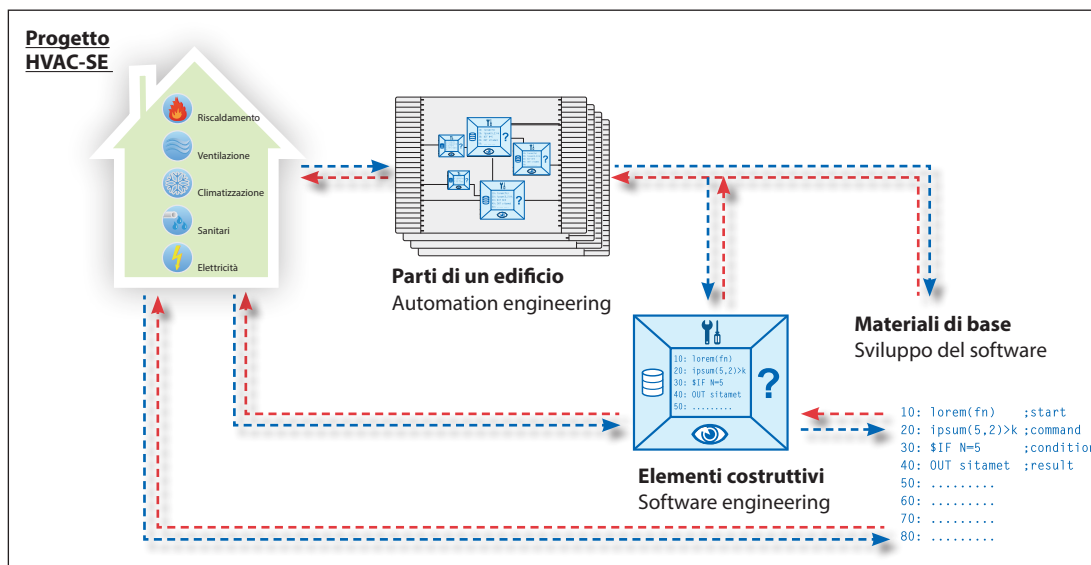 Progetto
HVAC-SE
Riscaldamento
Ventilazione
Climatizzazione
Sanitari
Elettricità
Parti di un edificio
Automation engineering
Materiali di base
Sviluppo del software
10: lorem(fn)
20: ipsum(5,2)>k
30: $IF N=5
40: OUT sitamet
50: .........
?
Elementi costruttivi
Software engineering
10: lorem(fn) ;start
20: ipsum(5,2)>k ;command
30: $IF N=5 ;condition
40: OUT sitamet ;result
50: .........
60: .........
70: .........
80: .........